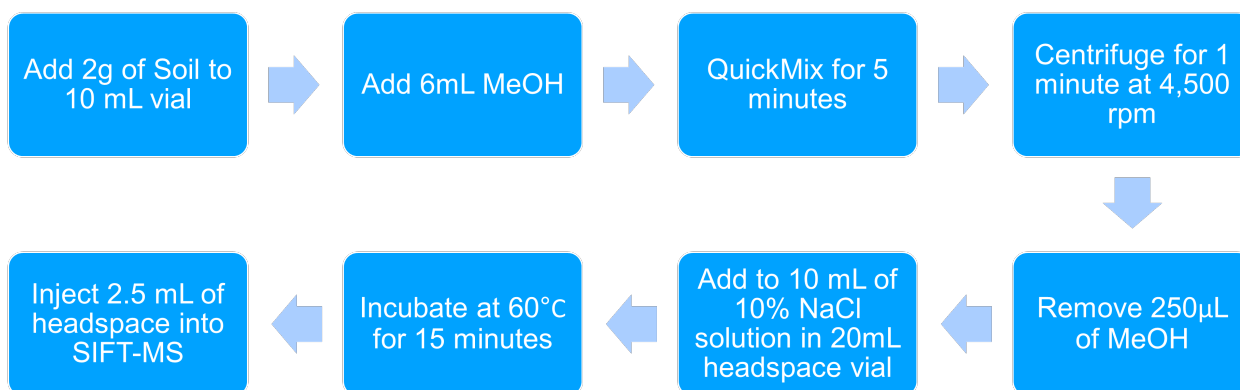 Add 2g of Soil to
10 mL vial
Add 6mL MeOH
QuickMix for 5
minutes
Centrifuge for 1
minute at 4,500
rpm
Remove 250µL
of MeOH
Add to 10 mL of
10% NaCl
solution in 20mL
headspace vial
Incubate at 60°C
for 15 minutes
Inject 2.5 mL of
headspace into
SIFT-MS